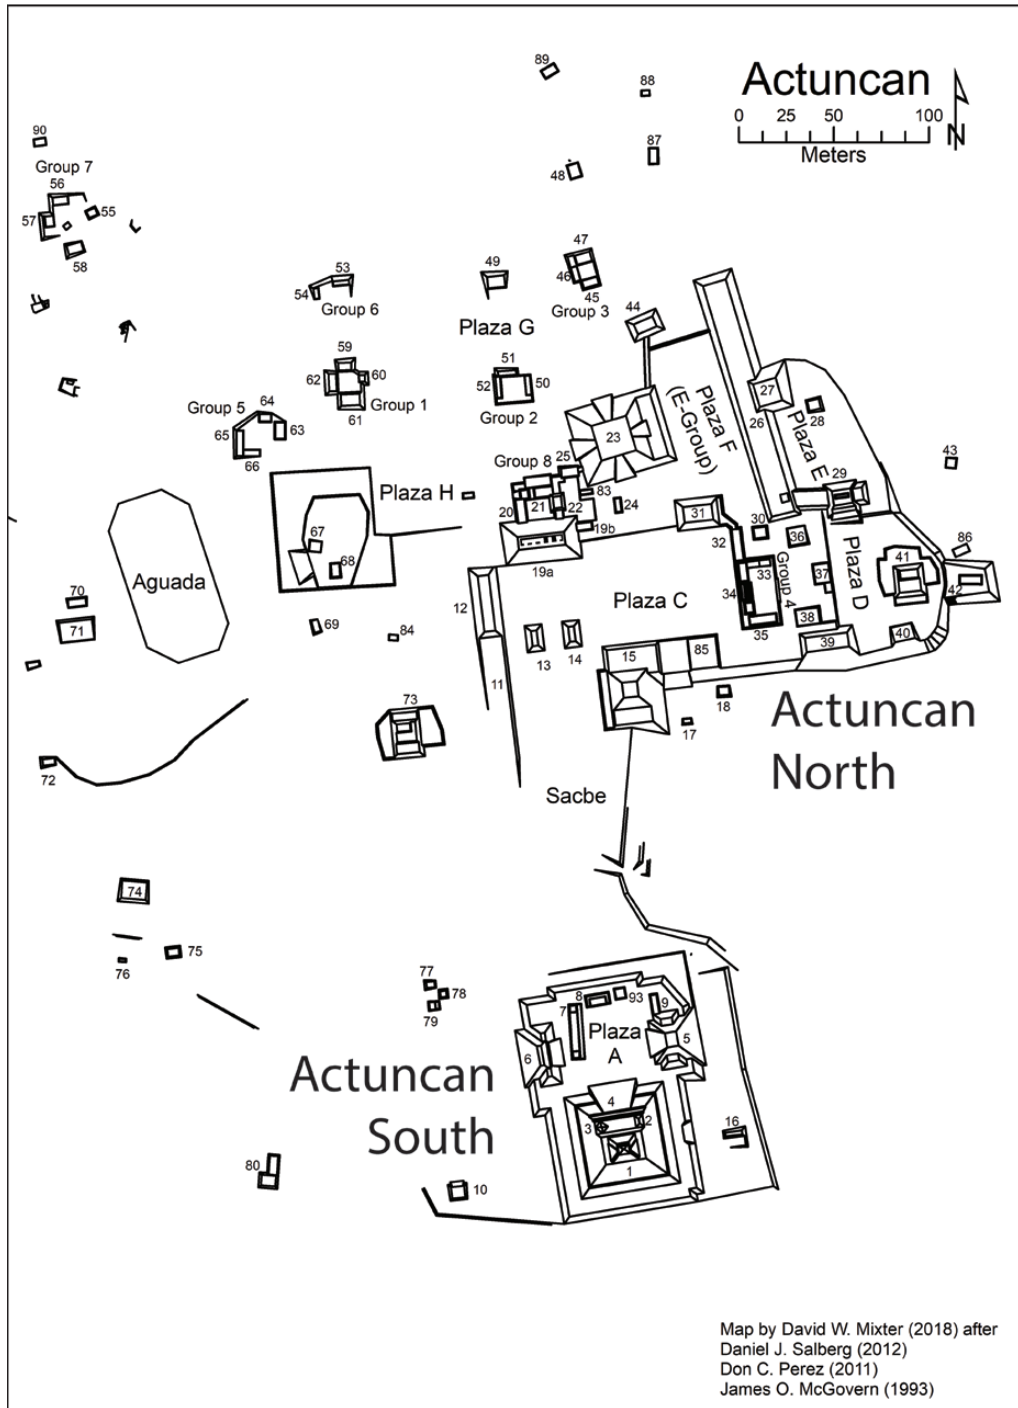 Actuncan
0 25 50 100
Meters
N
89
88
90
87
Group 7
48
56
55
57
58
47
53
49
46
54
45
Group 6
Group 3
44
Plaza G
59
51
27
62
60
52
50
Plaza F
(E-Group)
26
28
Group 5
64
Group 1
61
Group 2
Plaza E
65
63
23
66
Group 8
25
43
29
Plaza H
83
20
21
22
24
31
19b
30
36
86
67
32
41
68
19a
33
Plaza D
Aguada
Group 4
37
42
70
12
Plaza C
34
71
69
84
38
13
14
35
39
40
15
85
11
73
18
17
Actuncan
North
72
Sacbe
74
75
76
77
78
79
8
93
9
7
Plaza
A
5
6
Actuncan
South
4
3
2
16
1
80
10
Map by David W. Mixter (2018) after
Daniel J. Salberg (2012)
Don C. Perez (2011)
James O. McGovern (1993)